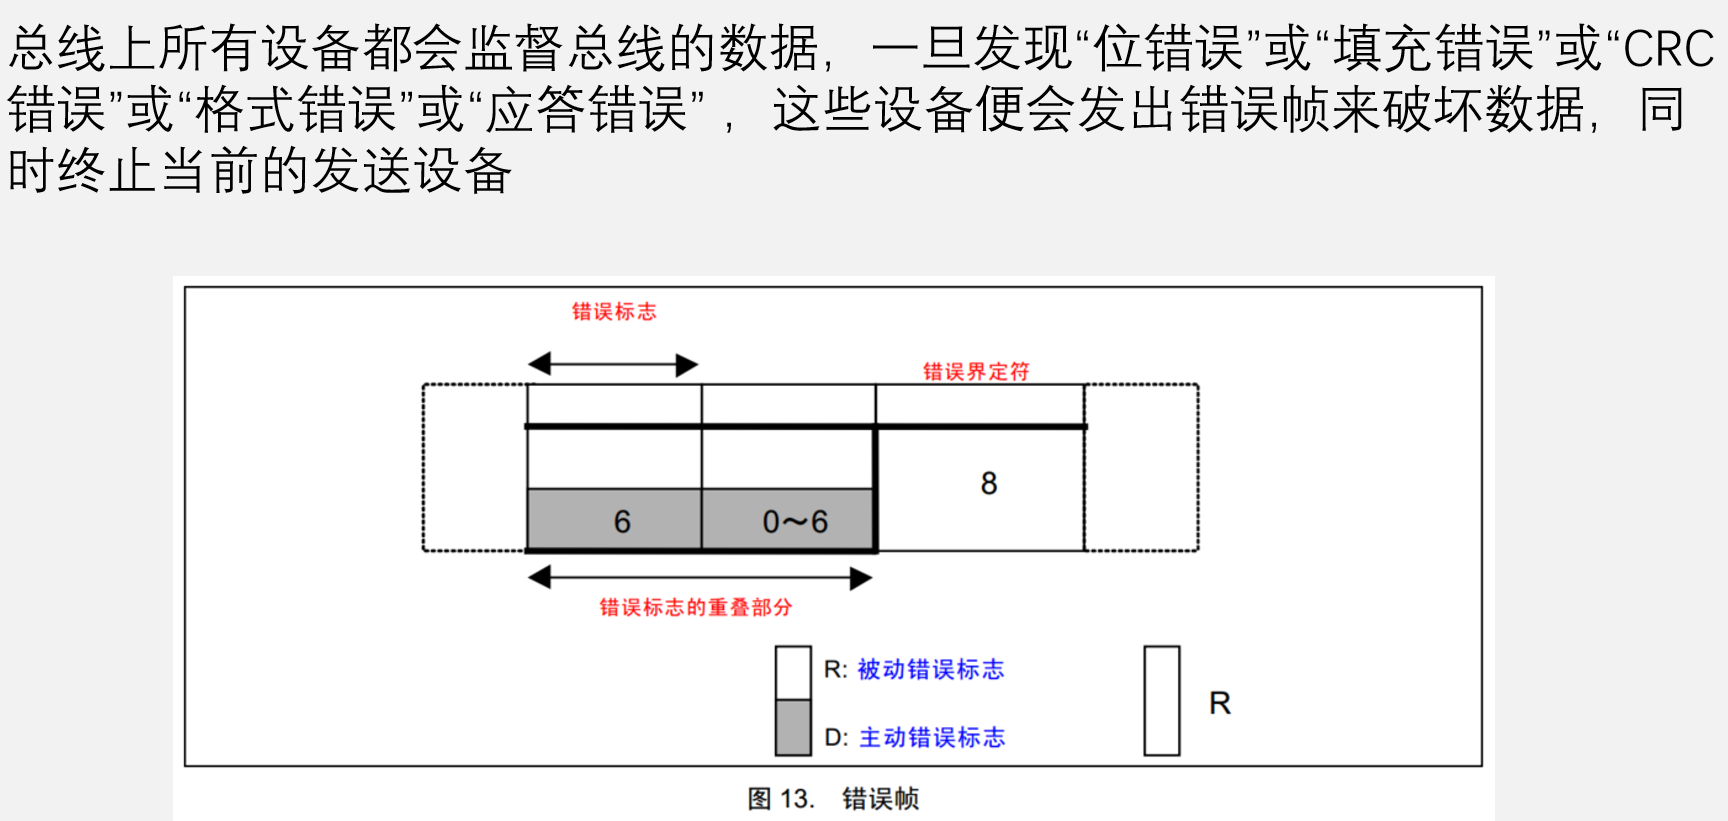 总线上所有设备都会监督总线的数据，一旦发现“位错误”或“填充错误”或“CRC
错误”或“格式错误”或“应答错误”，这些设备便会发出错误帧来破坏数据，同
时终止当前的发送设备
错误标志
错误界定符
8
6
0～6
错误标志的重叠部分
R: 被动错误标志
R
D: 主动错误标志
图 13. 错误帧